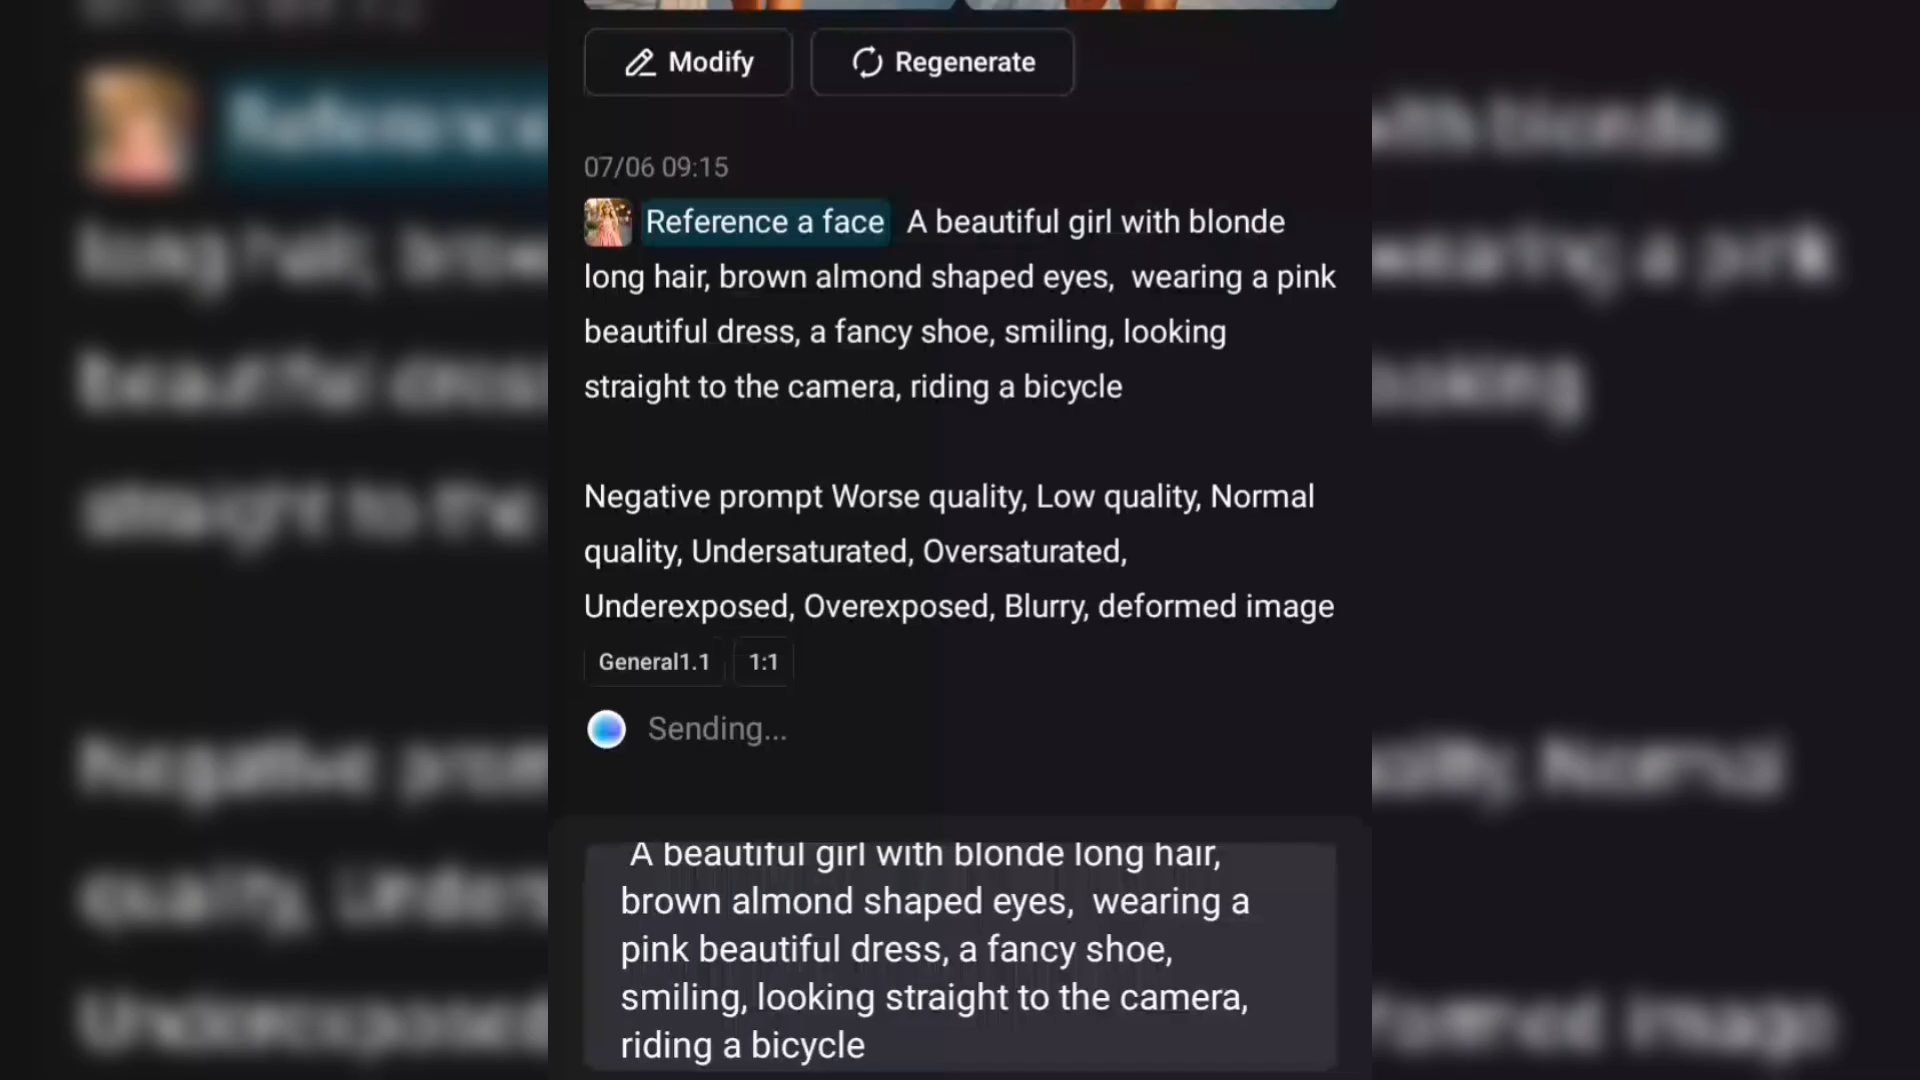 Modify Regenerate
07/06 09:15
Reference a face A beautiful girl with blonde
long hair, brown almond shaped eyes,  wearing a pink
beautiful dress, a fancy shoe, smiling, looking
straight to the camera, riding a bicycle
Negative prompt Worse quality, Low quality, Normal
quality, Undersaturated, Oversaturated,
Underexposed, Overexposed, Blurry, deformed image
General1.1 1:1
Sending...
A beautiful girl with blonde long hair,
brown almond shaped eyes,  wearing a
pink beautiful dress, a fancy shoe,
smiling, looking straight to the camera,
riding a bicycle